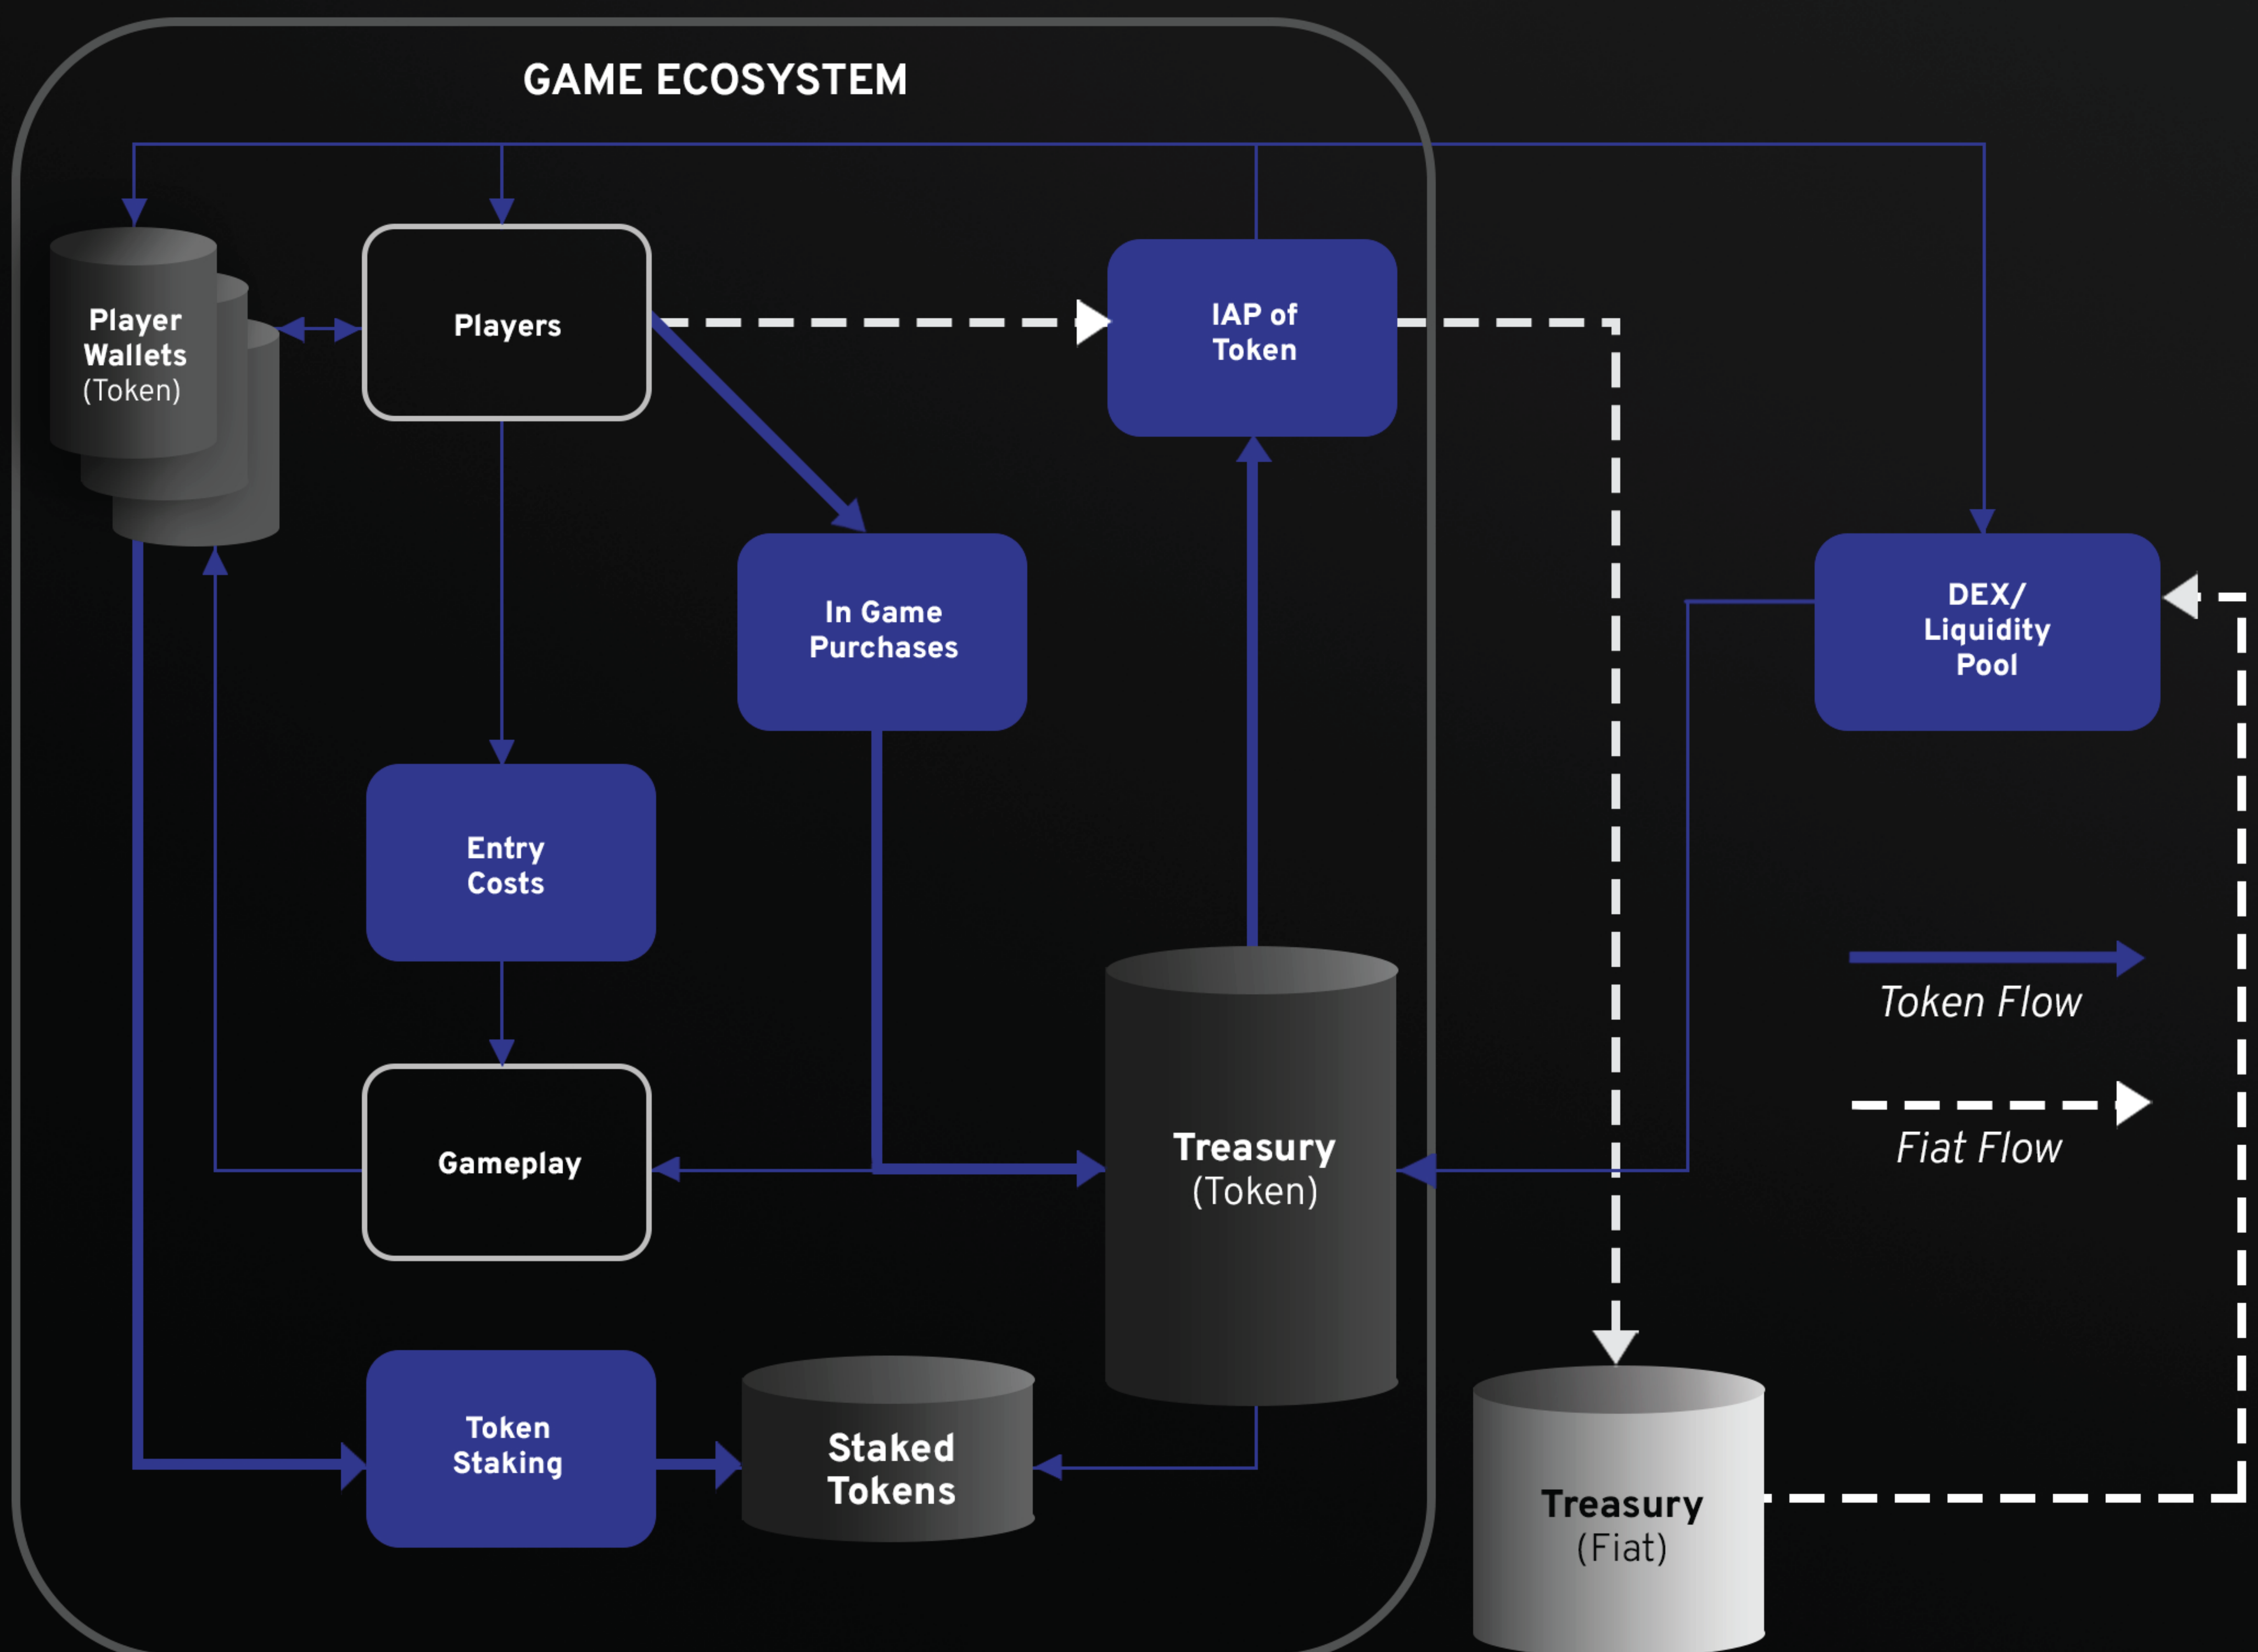 GAME ECOSYSTEM
Player
Wallets
(Token)
Players
IAP of
Token
In Game
Purchases
DEX/
Liquidity
Pool
Entry
Costs
Token Flow
Fiat Flow
Gameplay
Treasury
(Token)
Token
Staking
Staked
Tokens
Treasury
(Fiat)